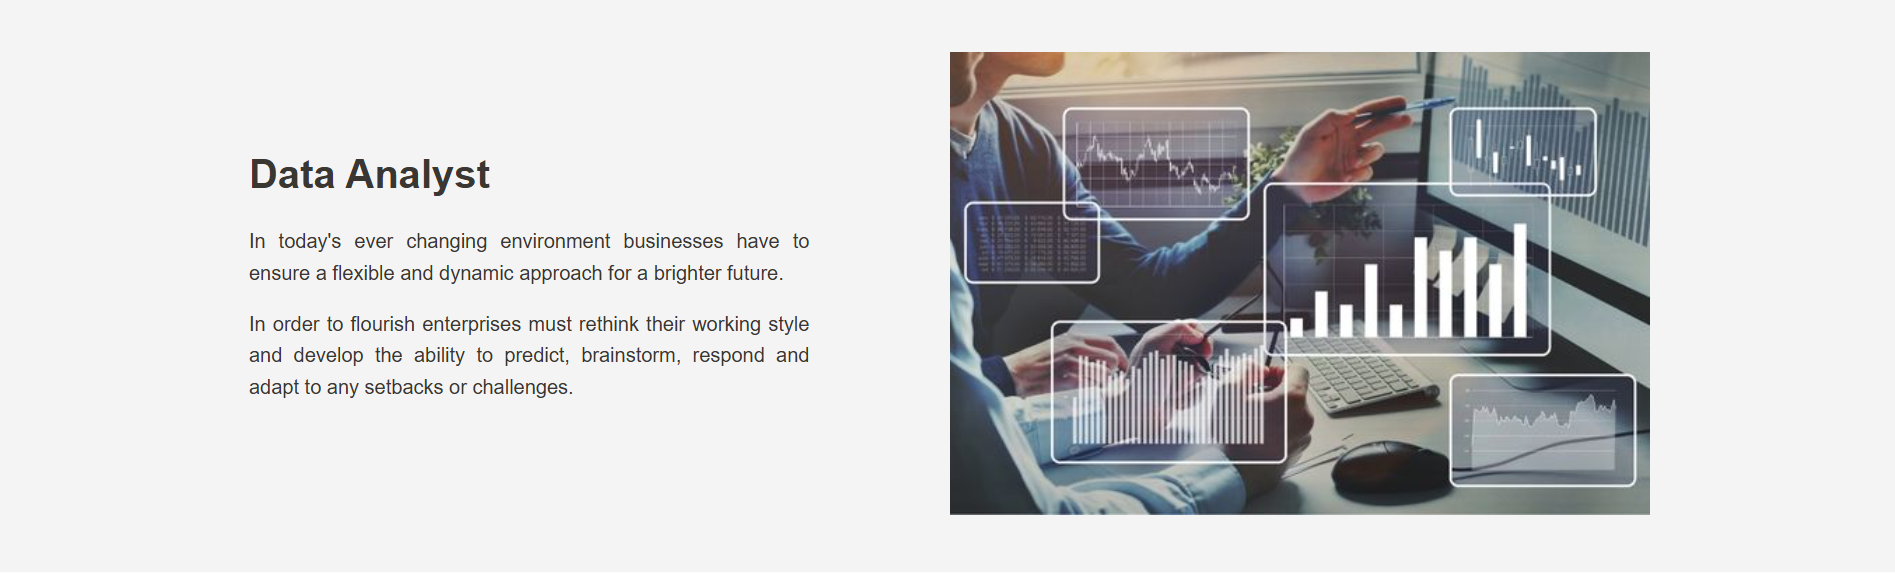 Data Analyst
In today's ever changing environment businesses have to
ensure a flexible and dynamic approach for a brighter future.
In order to flourish enterprises must rethink their working style
and develop the ability to predict, brainstorm, respond and
adapt to any setbacks or challenges.